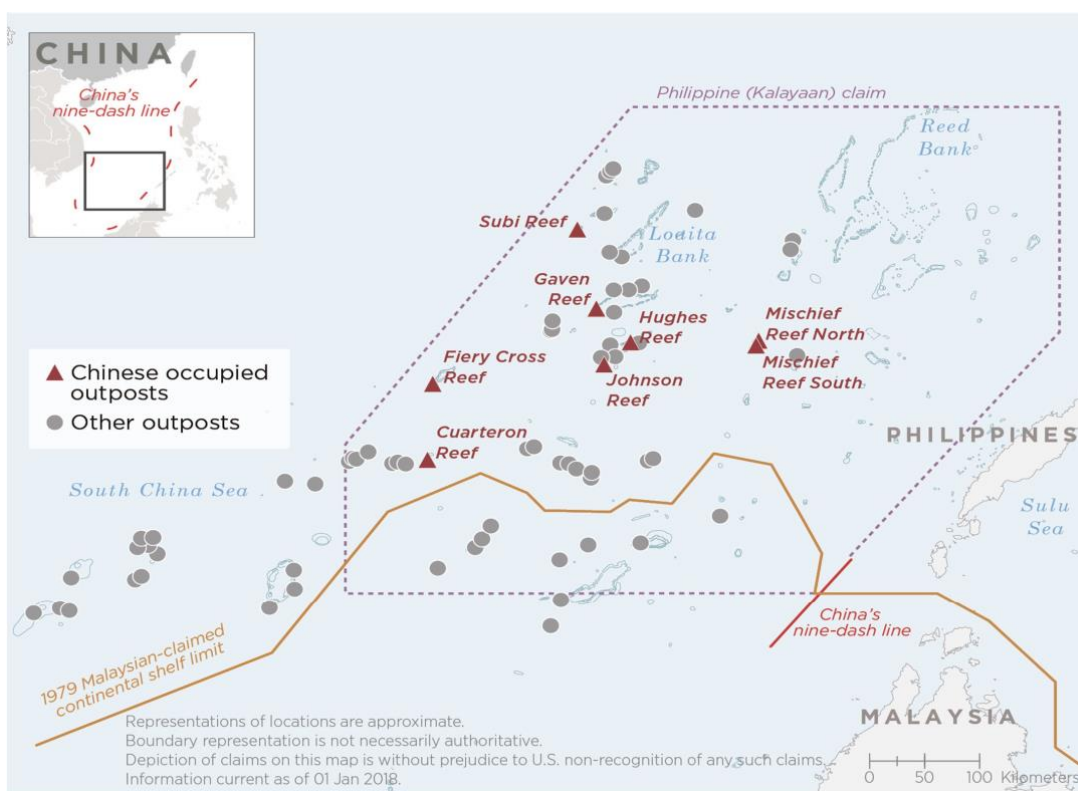 CHINA
China's
nine-dash line
Philippine (Kalayaan) claim
Reed
Bank
Subi Reef
Loaita
Bank
Gaven
Reef
Hughes
Reef
Mischief
Reef North
Mischief
Reef South
Fiery Cross
Reef
Johnson
Reef
Chinese occupied
outposts
Other outposts
Cuarteron
Reef
PHILIPPINES
South China Sea
Sulu
Sea
China's
nine-dash line
1979 Malaysian-claimed
continental shelf limit
MALAYSIA
Representations of locations are approximate.
Boundary representation is not necessarily authoritative.
Depiction of claims on this map is without prejudice to U.S. non-recognition of any such claims.
Information current as of 01 Jan 2018.
0 50 100 Kilometers